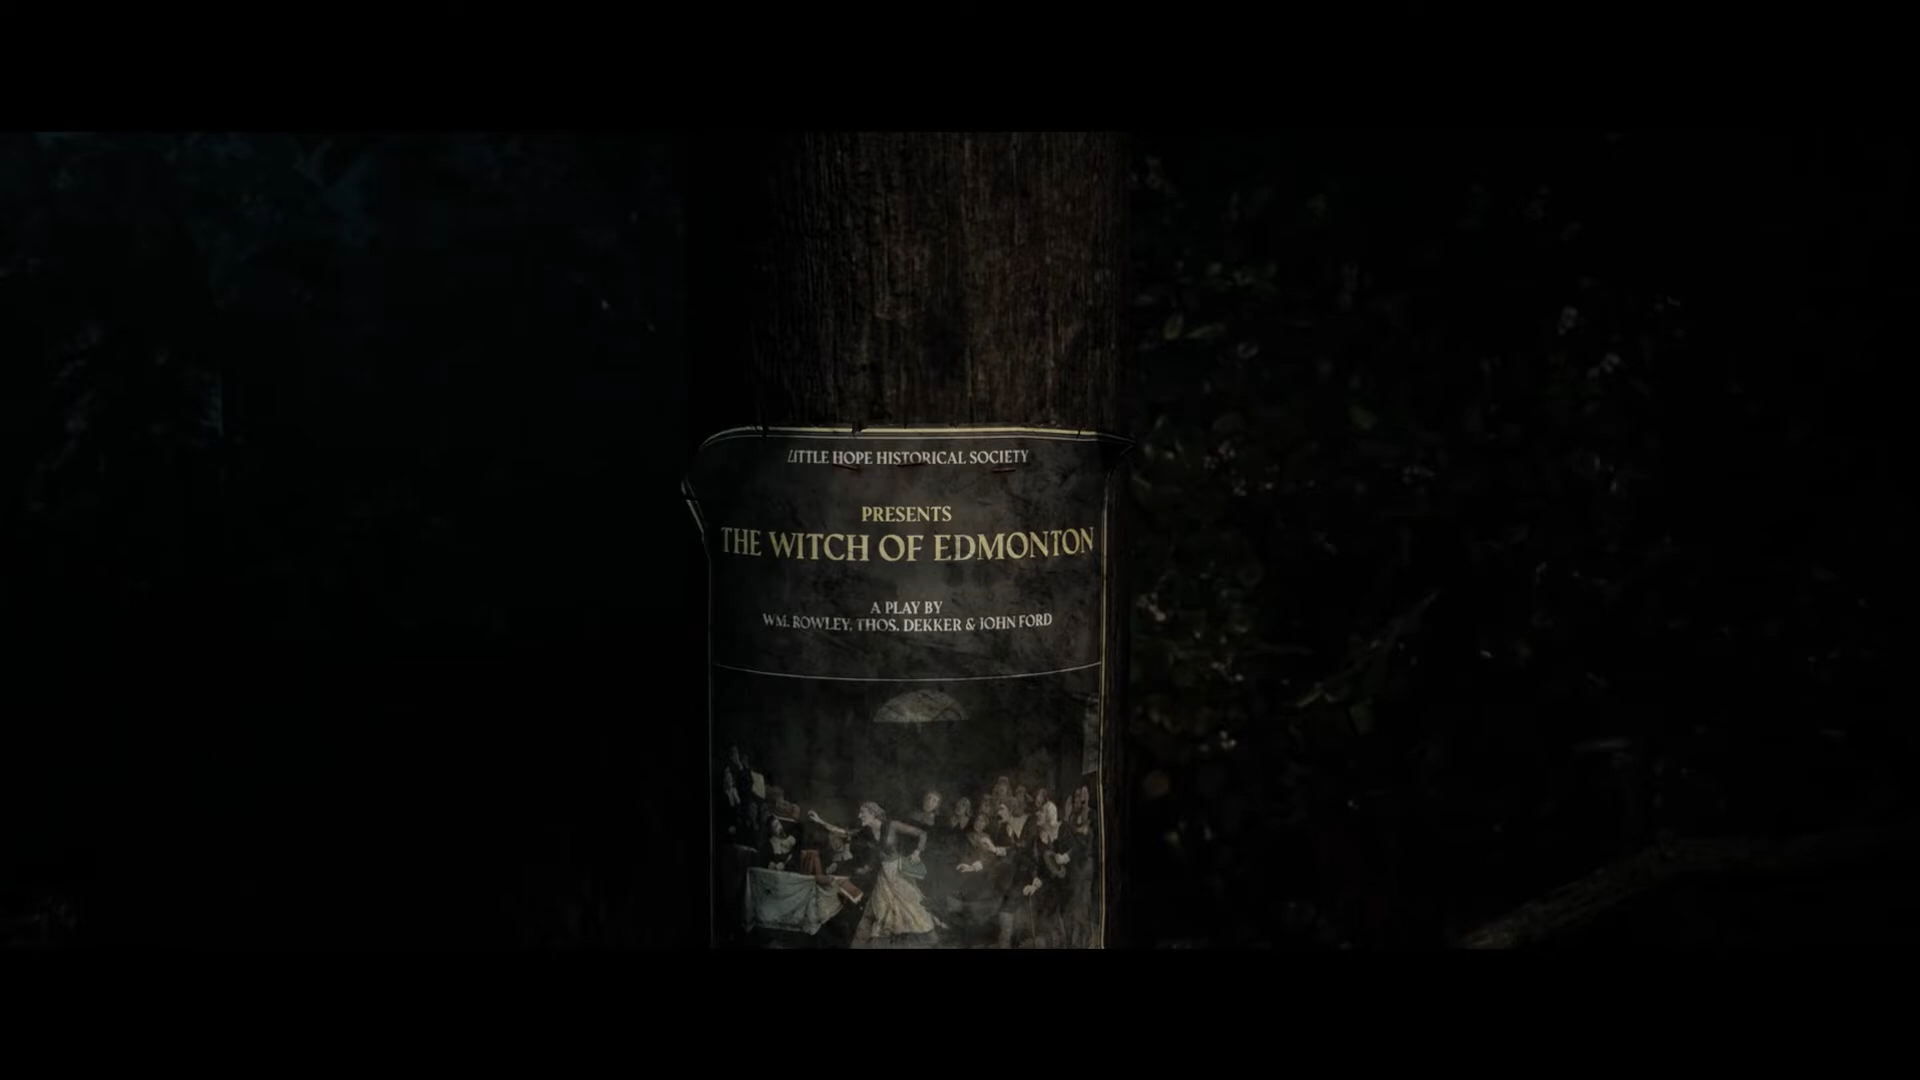 LITTLE HOPE HISTORICAL SOCIETY
PRESENTS
THE WITCH OF EDMONTON
A PLAY BY
WM. ROWLEY, THOS. DEKKER & JOHN FORD